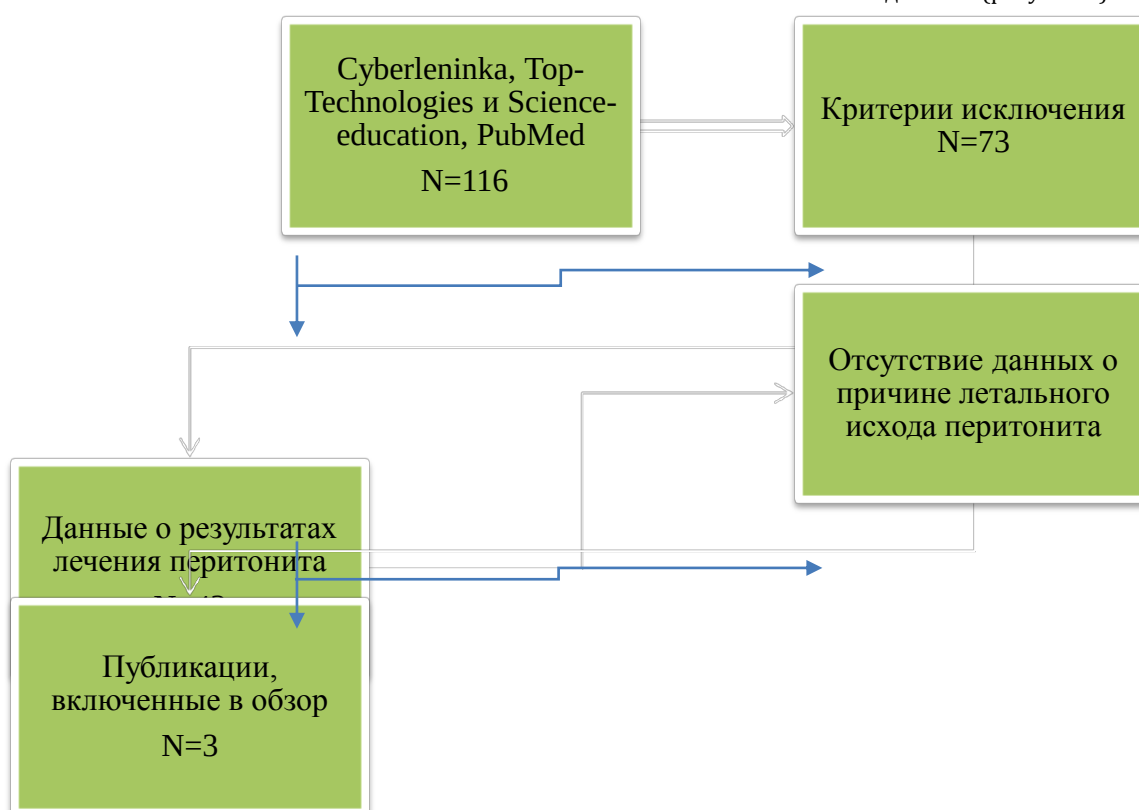 Cyberleninka, Top-
Technologies и Science-
education, PubMed
N=116
Критерии исключения
N=73
Отсутствие данных о
причине летального
исхода перитонита
Данные о результатах
лечения перитонита
Публикации,
включенные в обзор
N=3